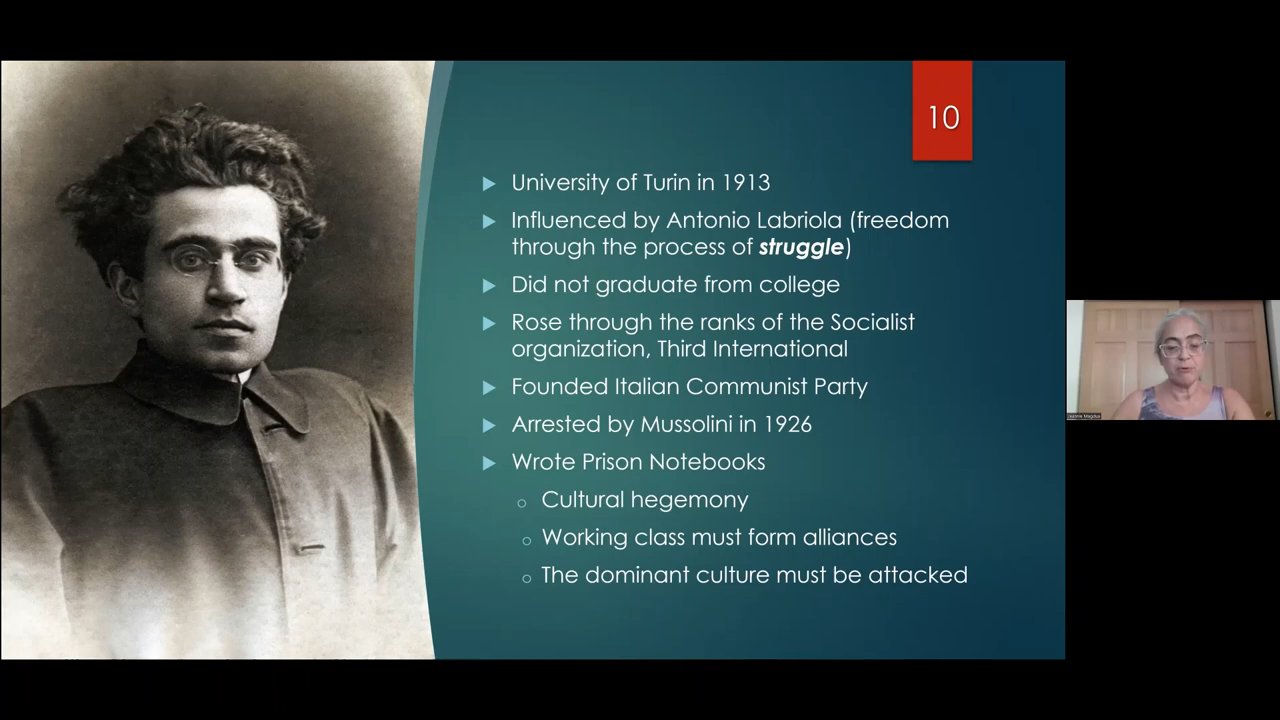 10
University of Turin in 1913
Influenced by Antonio Labriola (freedom
through the process of struggle)
Did not graduate from college
Rose through the ranks of the Socialist
organization, Third International
Founded Italian Communist Party
Arrested by Mussolini in 1926
Wrote Prison Notebooks
Cultural hegemony
Working class must form alliances
The dominant culture must be attacked